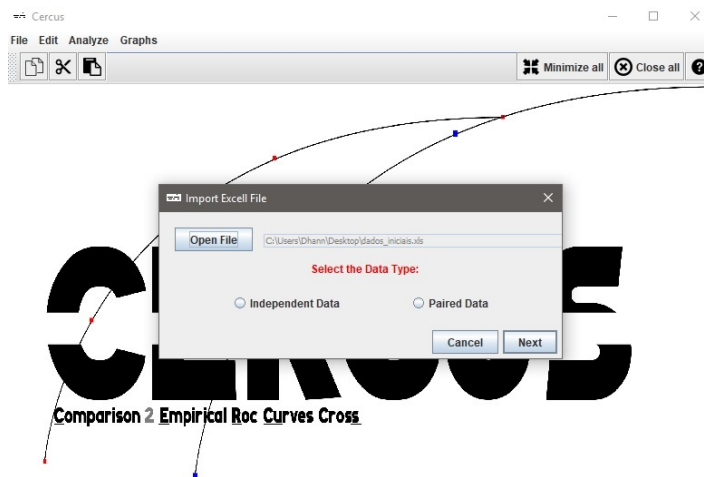 Cercus
File Edit Analyze Graphs
Minimize all Close all
Import Excell File
Open File C:\Users\Dhann\Desktop\dados_iniciais.xls
Select the Data Type:
Independent Data Paired Data
Cancel Next
CERCUS
Comparison 2 Empirical Roc Curves Cross